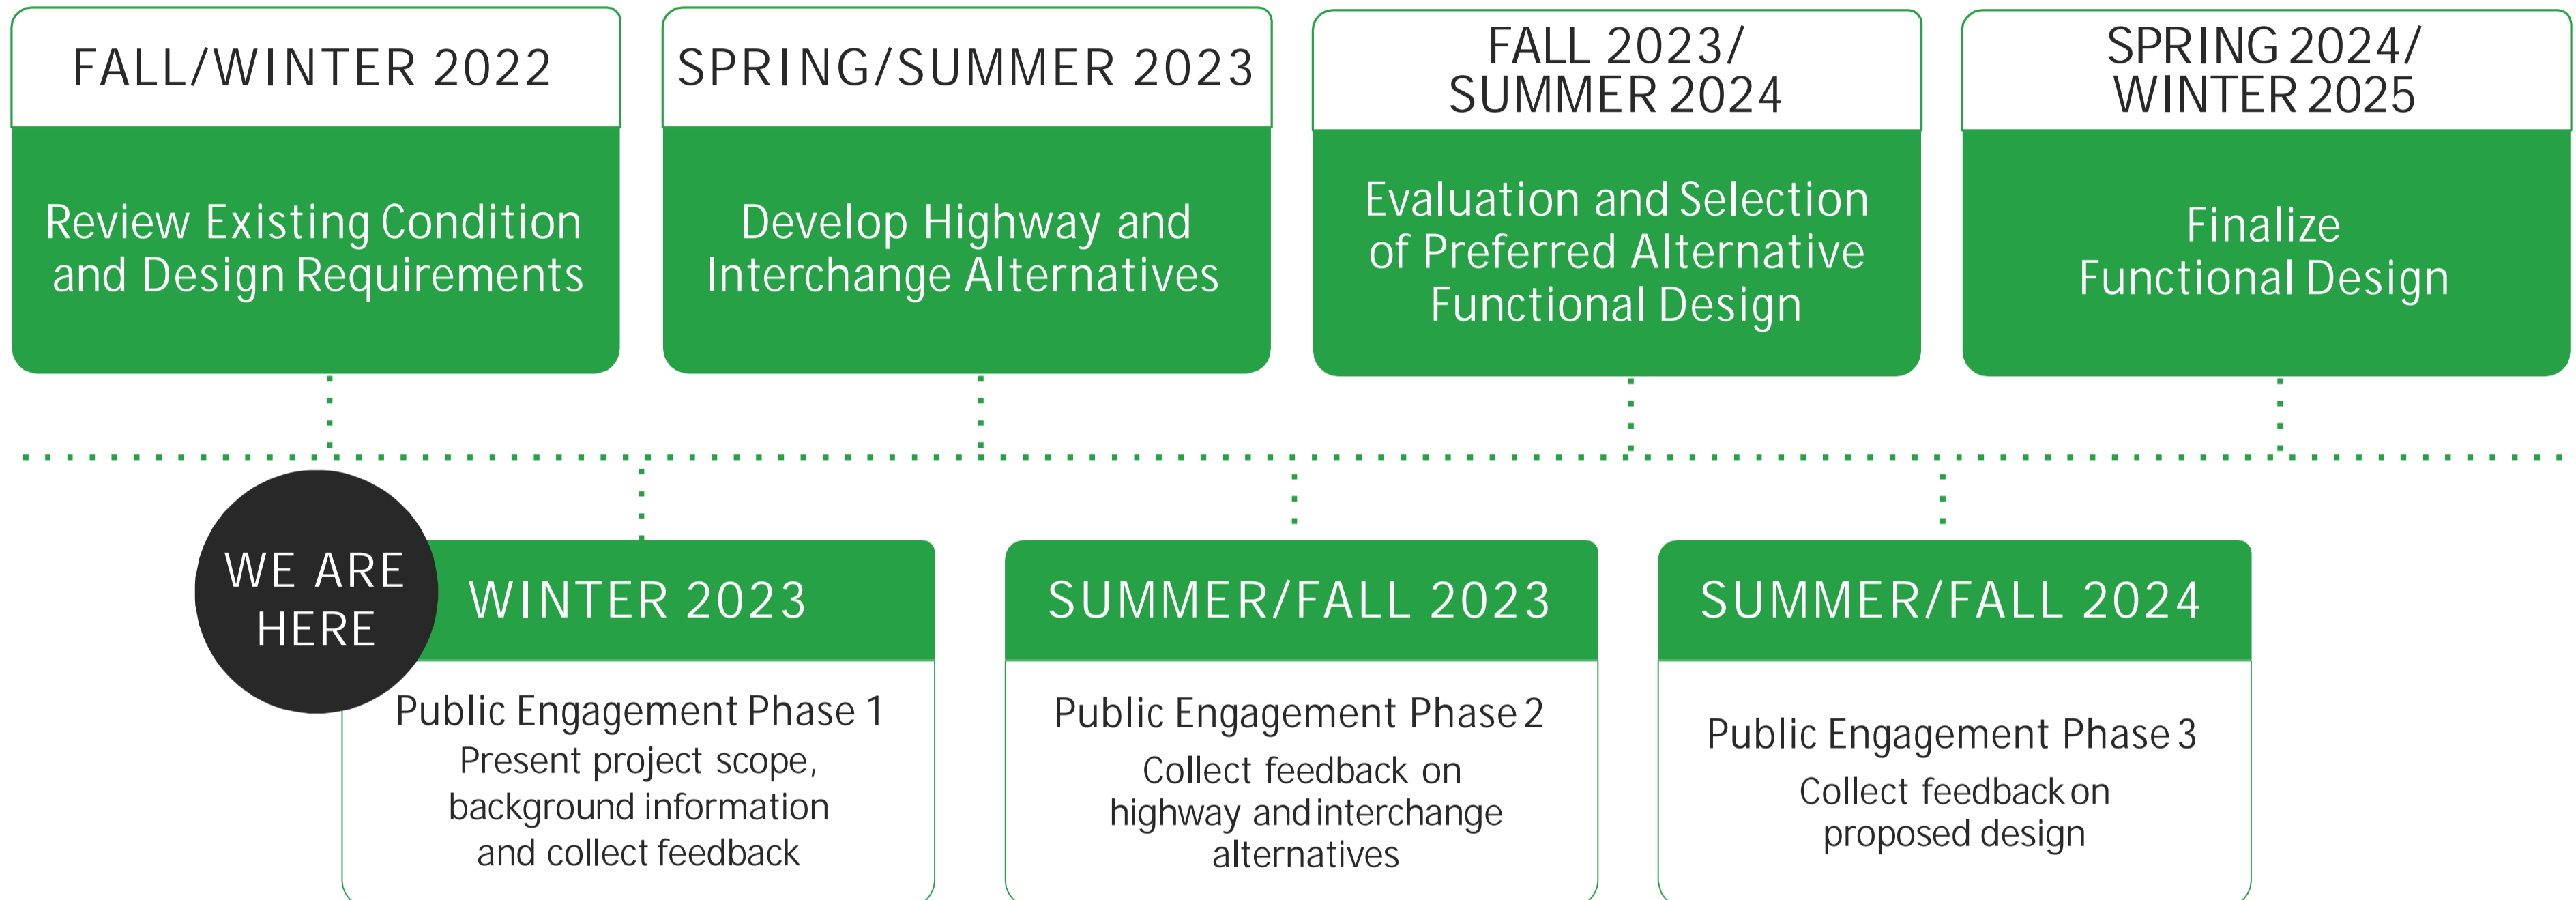 FALL/WINTER 2022
Review Existing Condition
and Design Requirements
SPRING/SUMMER 2023
Develop Highway and
Interchange Alternatives
FALL 2023/
SUMMER 2024
Evaluation and Selection
of Preferred Alternative
Functional Design
SPRING 2024/
WINTER 2025
Finalize
Functional Design
WE ARE
HERE
WINTER 2023
Public Engagement Phase 1
Present project scope,
background information
and collect feedback
SUMMER/FALL 2023
Public Engagement Phase 2
Collect feedback on
highway and interchange
alternatives
SUMMER/FALL 2024
Public Engagement Phase 3
Collect feedback on
proposed design